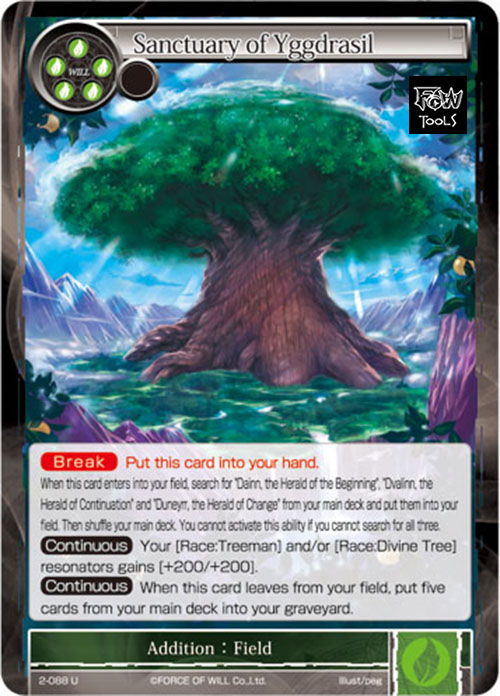 Sanctuary of Yggdrasil
WILL
FOW
TOOLS
Break Put this card into your hand.
When this card enters into your field, search for "Dainn, the Herald of the Beginning", "Dvalinn, the
Herald of Continuation" and "Duneyrr, the Herald of Change" from your main deck and put them into your
field. Then shuffle your main deck. You cannot activate this ability if you cannot search for all three.
Continuous Your [Race:Treeman] and/or [Race:Divine Tree]
resonators gains [+200/+200].
Continuous When this card leaves from your field, put five
cards from your main deck into your graveyard.
Addition : Field
2-088 U ©FORCE OF WILL Co.,Ltd. Illust/peg